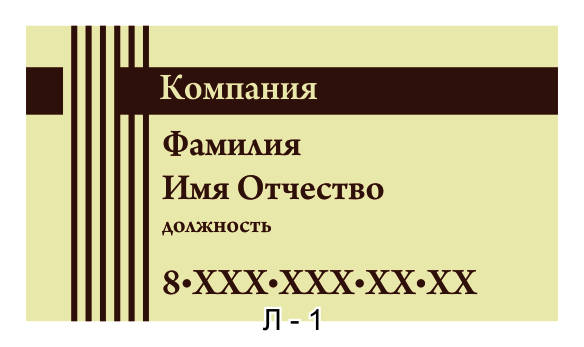 Компания
Фамилия
Имя Отчество
должность
8•XXX•XXX•XX•XX
Л - 1